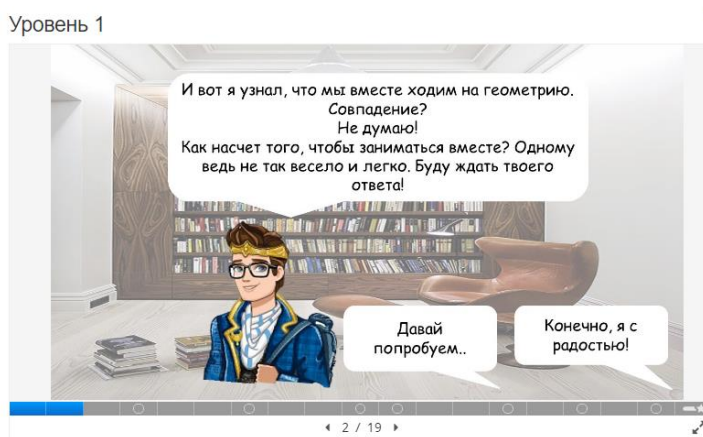 Уровень 1
И вот я узнал, что мы вместе ходим на геометрию.
Совпадение?
Не думаю!
Как насчет того, чтобы заниматься вместе? Одному
ведь не так весело и легко. Буду ждать твоего
ответа!
Давай
попробуем..
Конечно, я с
радостью!
2 / 19